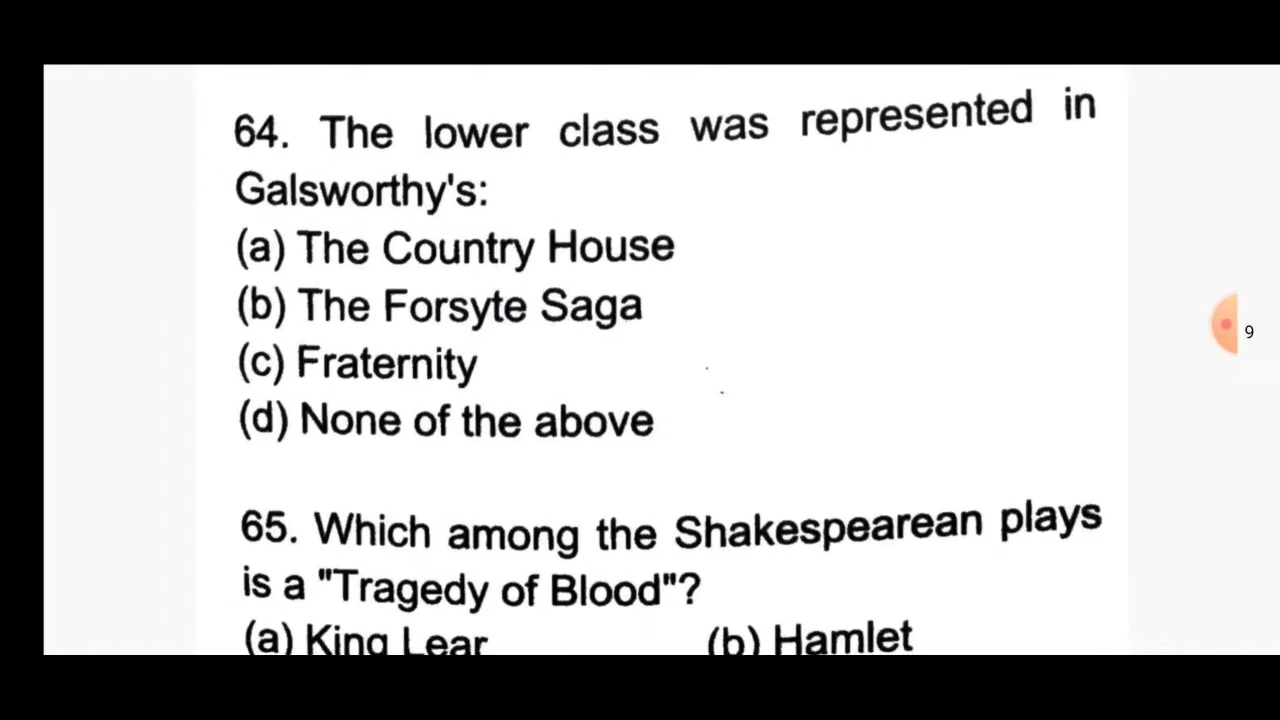 64. The lower class was represented in
Galsworthy's:
(a) The Country House
(b) The Forsyte Saga
(c) Fraternity
(d) None of the above
9
65. Which among the Shakespearean plays
is a "Tragedy of Blood"?
(a) King Lear (b) Hamlet